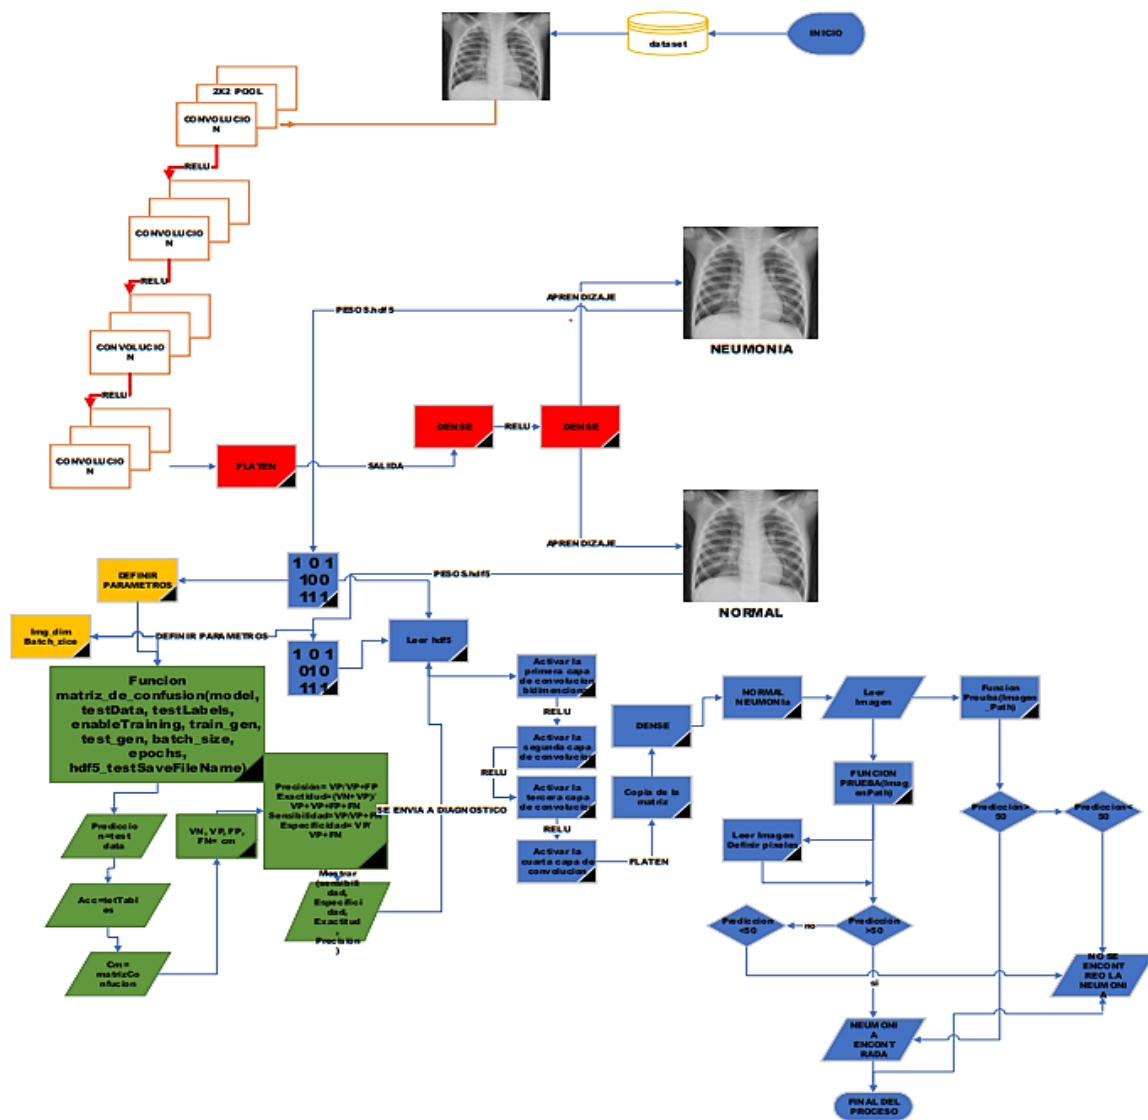 INICIO
dataset
2X2 POOL
CONVOLUCIO
N
RELU
CONVOLUCIO
N
RELU
CONVOLUCIO
N
RELU
CONVOLUCIO
N
FLATEN
SALIDA
DENSE
RELU
DENSE
APRENDIZAJE
PESOS.hdf5
NEUMONIA
APRENDIZAJE
PESOS.hdf5
NORMAL
1 0 1
100
111
DEFINIR
PARAMETROS
Img_dim
Batch_zice
DEFINIR PARAMETROS
1 0 1
010
111
Leer hdf5
Funcion
matriz_de_confusion(model,
testData, testLabels,
enableTraining, train_gen,
test_gen, batch_size,
epochs,
hdf5_testSaveFileName)
Prediccio
n=test
data
Acc=tetTabl
es
Cm=
matrizCo
nfucion
VN, VP, FP,
FN= cm
Precisión= VP/VP+FP
Exactidud=(VN+VP)/
VP+VP+FP+FN
Sensibilidad=VP/VP+FN
Especificidad= VP/
VP+FN
Mostrar
(sensibili
dad,
Especifici
dad,
Exactitud
,
Precisión)
SE ENVIA A DIAGNOSTICO
Activar la
primera capa
de convolucion
bidimenciona
RELU
Activar la
segunda capa
de convolucion
RELU
Activar la
tercera capa
de convolucion
RELU
Activar la
cuarta capa de
convolucion
FLATEN
Copia de la
matriz
DENSE
NORMAL
NEUMONIa
Leer
Imagen
Funcion
Preuba(Imagen
_Path)
FUNCION
PRUEBA(Imag
enPath)
Leer Imagen
Definir pixeles
Predicción>
50
Predicion<
50
Prediccion
<50
no
Predicción
>50
si
NO SE
ENCONT
REO LA
NEUMONI
A
NEUMONI
A
ENCONT
RADA
FINAL DEL
PROCESO